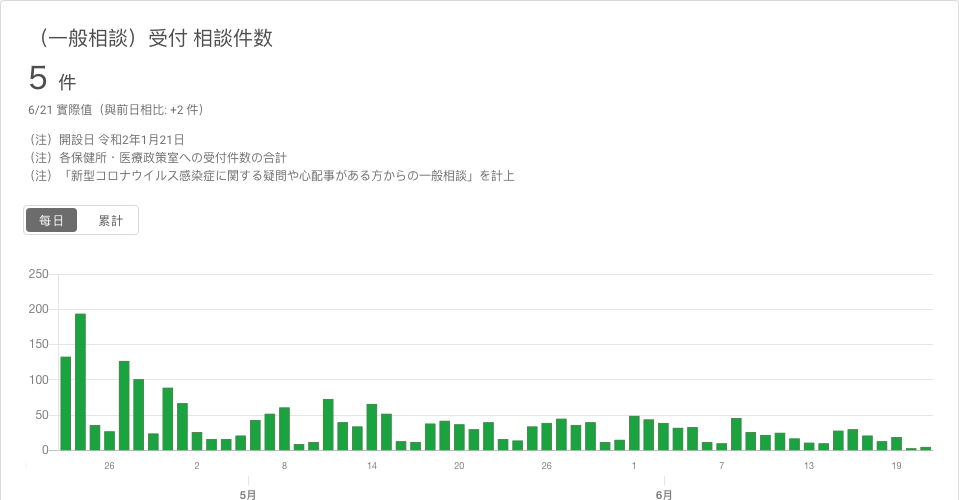 （一般相談）受付 相談件数
5 件
6/21 實際值（與前日相比: +2 件）
（注）開設日 令和2年1月21日
（注）各保健所・医療政策室への受付件数の合計
（注）「新型コロナウイルス感染症に関する疑問や心配事がある方からの一般相談」を計上
每日 累計
250
200
150
100
50
0
26 2 8 14 20 26 1 7 13 19
5月 6月